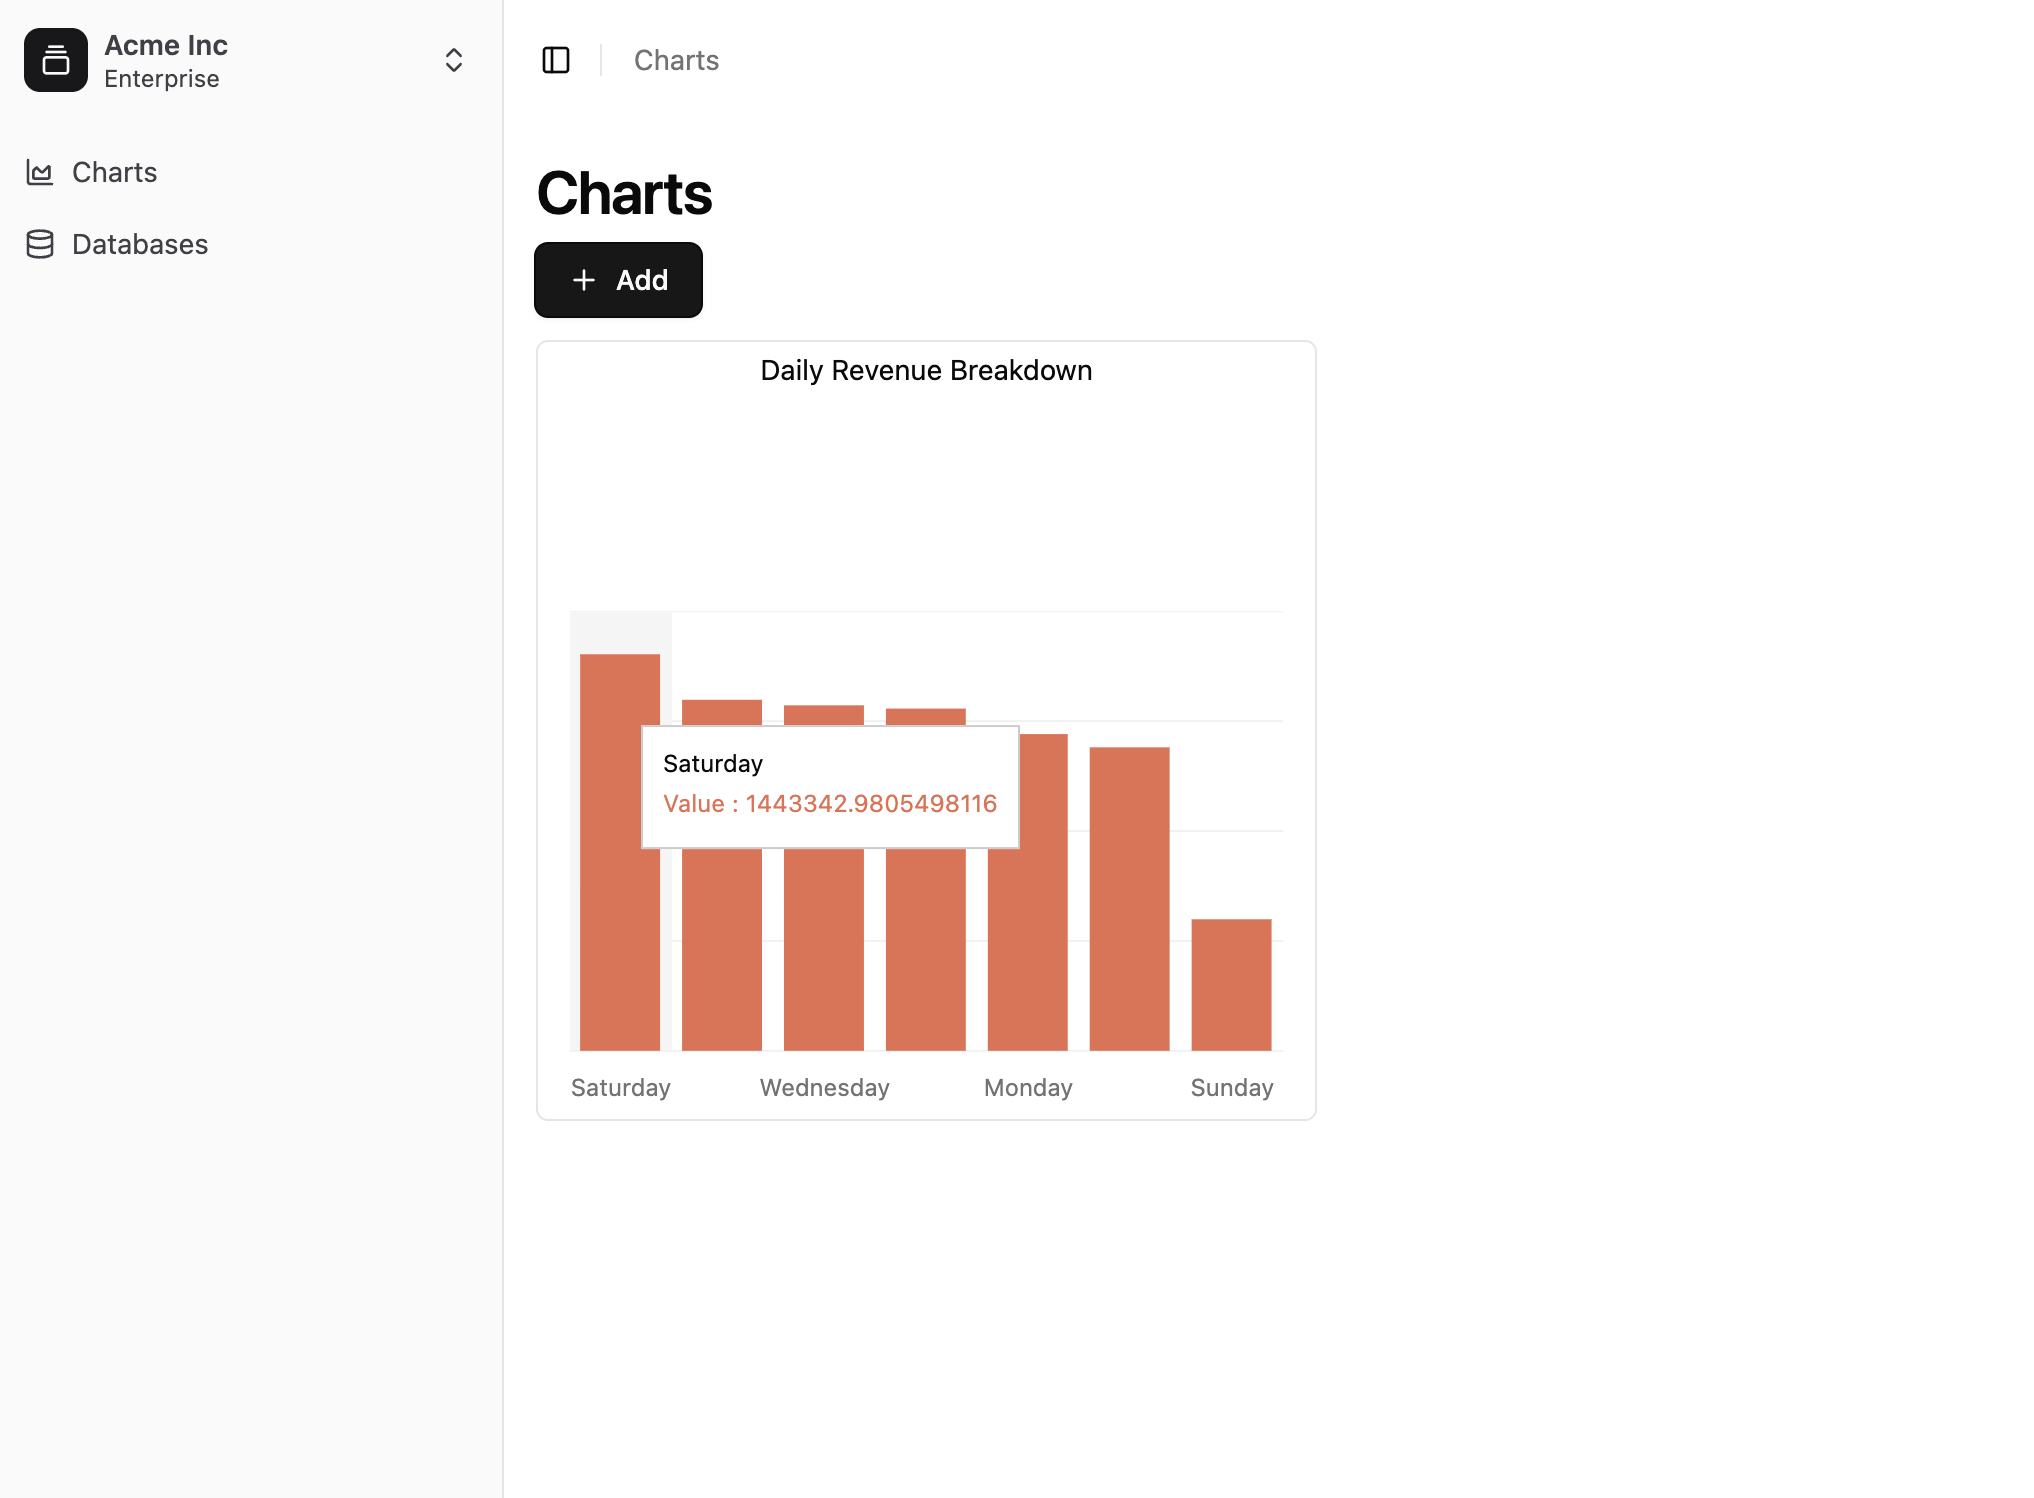 Acme Inc
Enterprise
Charts
Databases
Charts
Charts
Add
Daily Revenue Breakdown
Saturday
Value : 1443342.9805498116
Saturday
Wednesday
Monday
Sunday